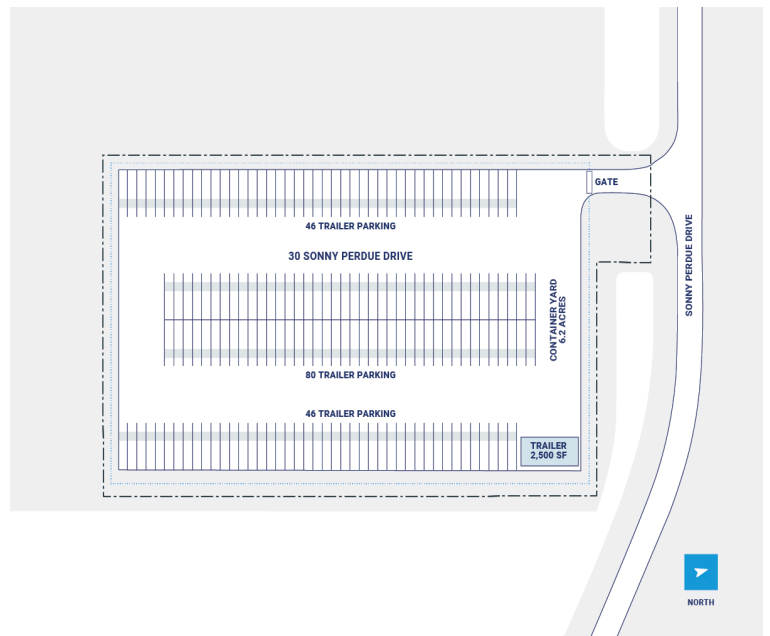 GATE
46 TRAILER PARKING
30 SONNY PERDUE DRIVE
SONNY PERDUE DRIVE
CONTAINER YARD
6.2 ACRES
80 TRAILER PARKING
46 TRAILER PARKING
TRAILER
2,500 SF
NORTH